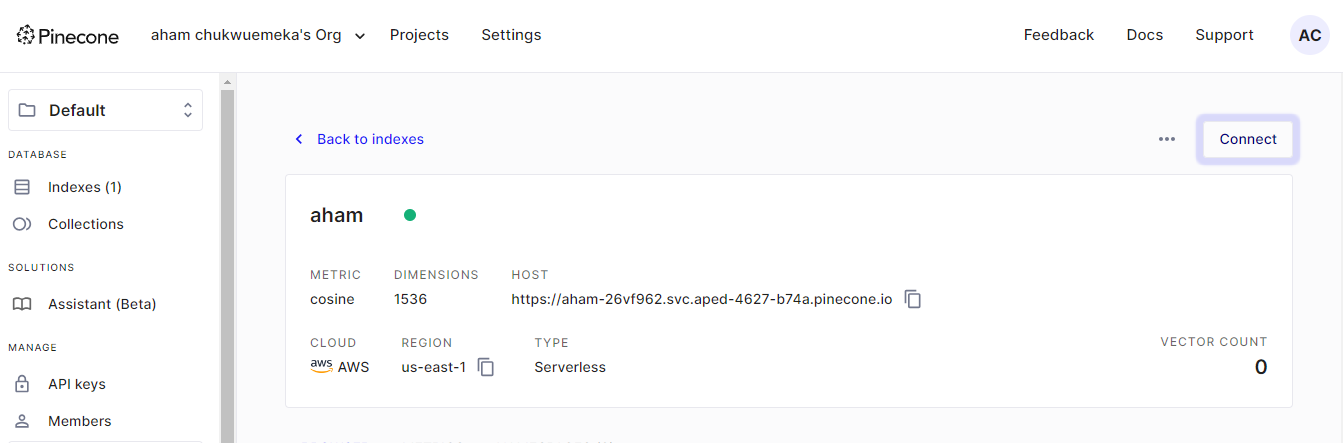 Pinecone aham chukwuemeka's Org Projects Settings Feedback Docs Support AC
Default
DATABASE
Indexes (1)
Collections
SOLUTIONS
Assistant (Beta)
MANAGE
API keys
Members
Back to indexes ••• Connect
aham
METRIC DIMENSIONS HOST
cosine 1536 https://aham-26vf962.svc.aped-4627-b74a.pinecone.io
CLOUD REGION TYPE VECTOR COUNT
aws AWS us-east-1 Serverless 0